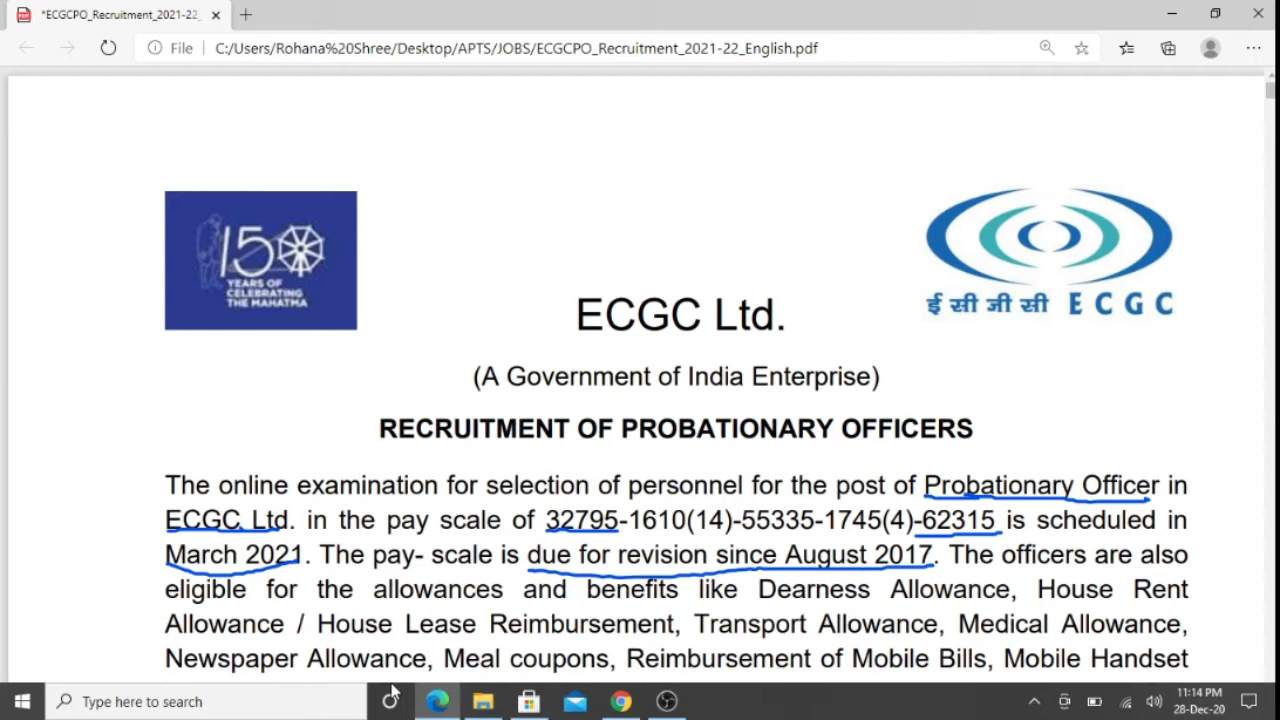 *ECGCPO_Recruitment_2021-22_
File C:/Users/Rohana%20Shree/Desktop/APTS/JOBS/ECGCPO_Recruitment_2021-22_English.pdf
150
YEARS OF
CELEBRATING
THE MAHATMA
ई सी जी सी ECGC
ECGC Ltd.
(A Government of India Enterprise)
RECRUITMENT OF PROBATIONARY OFFICERS
The online examination for selection of personnel for the post of Probationary Officer in
ECGC Ltd. in the pay scale of 32795-1610(14)-55335-1745(4)-62315 is scheduled in
March 2021. The pay- scale is due for revision since August 2017. The officers are also
eligible for the allowances and benefits like Dearness Allowance, House Rent
Allowance / House Lease Reimbursement, Transport Allowance, Medical Allowance,
Newspaper Allowance, Meal coupons, Reimbursement of Mobile Bills, Mobile Handset
Type here to search
11:14 PM
28-Dec-20